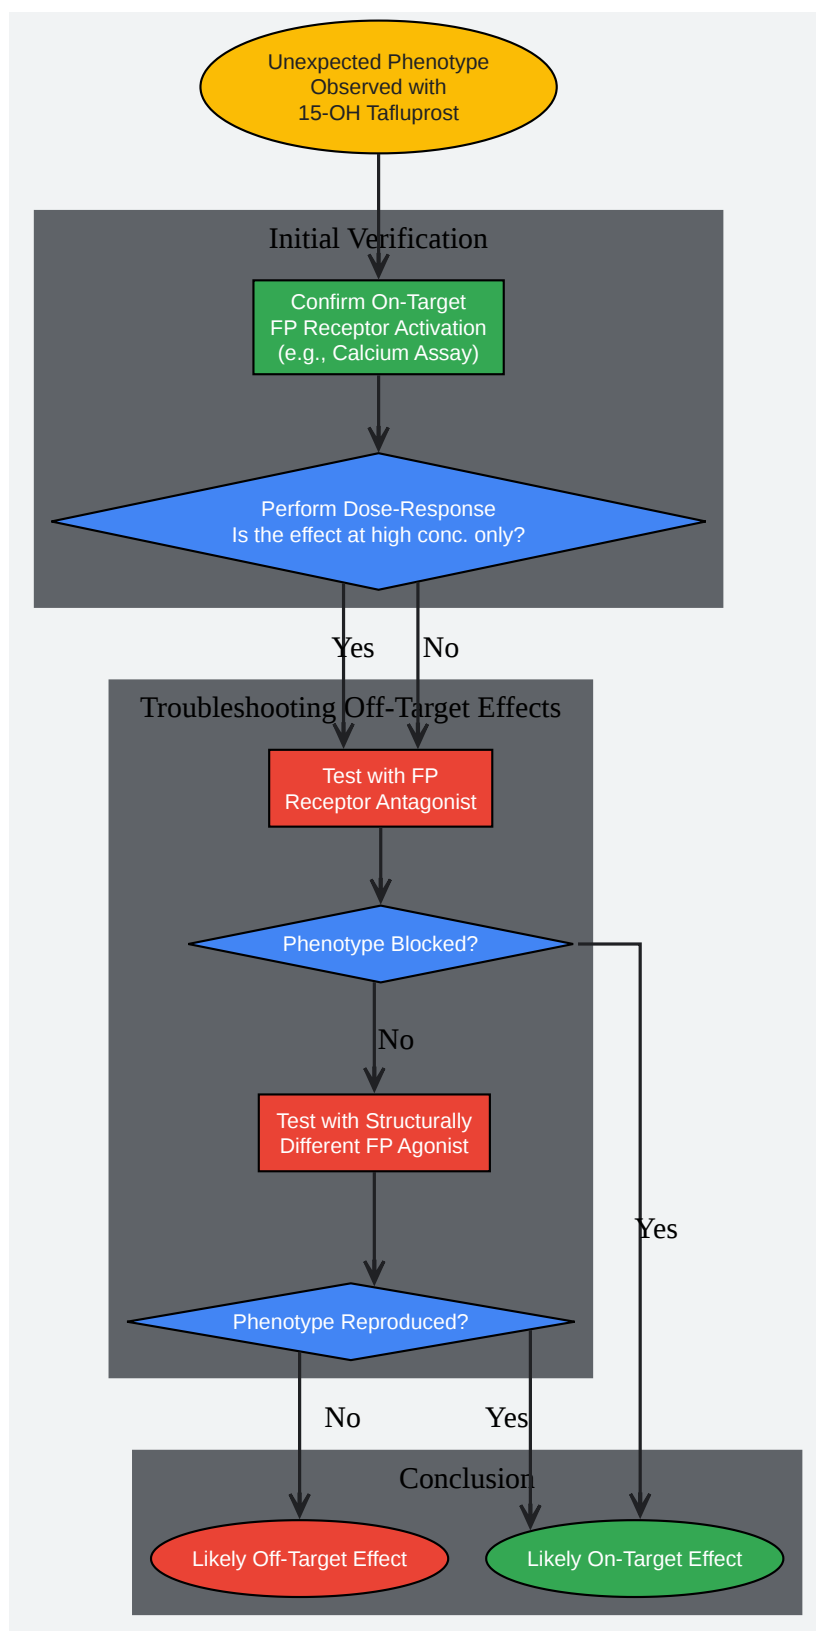 Unexpected Phenotype
Observed with
15-OH Tafluprost
Initial Verification
Confirm On-Target
FP Receptor Activation
(e.g., Calcium Assay)
Perform Dose-Response
Is the effect at high conc. only?
Yes
No
Troubleshooting Off-Target Effects
Test with FP
Receptor Antagonist
Phenotype Blocked?
No
Test with Structurally
Different FP Agonist
Yes
Phenotype Reproduced?
No
Yes
Conclusion
Likely Off-Target Effect
Likely On-Target Effect